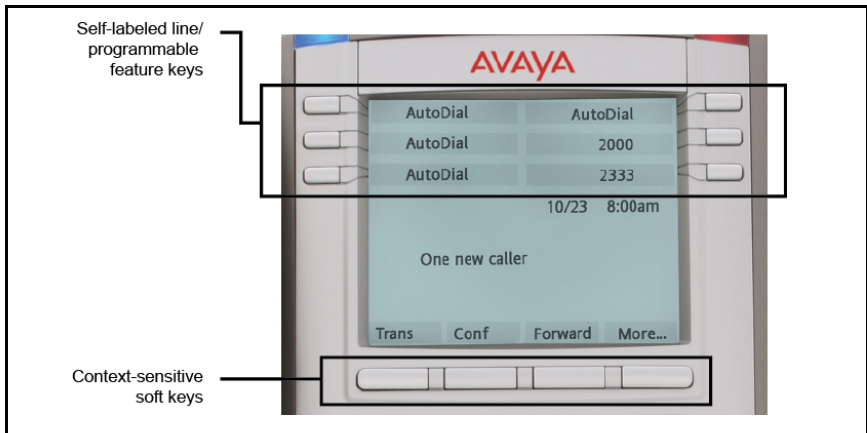 Self-labeled line/
programmable
feature keys
AVAYA
AutoDial AutoDial
AutoDial 2000
AutoDial 2333
10/23 8:00am
One new caller
Trans Conf Forward More...
Context-sensitive
soft keys